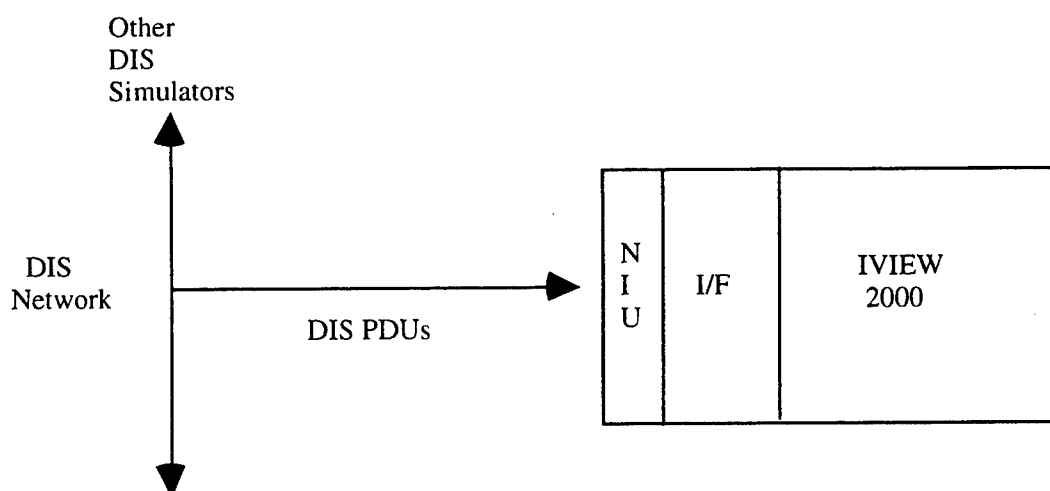 Other
DIS
Simulators
DIS
Network
DIS PDUs
N
I
U
I/F
IVIEW
2000